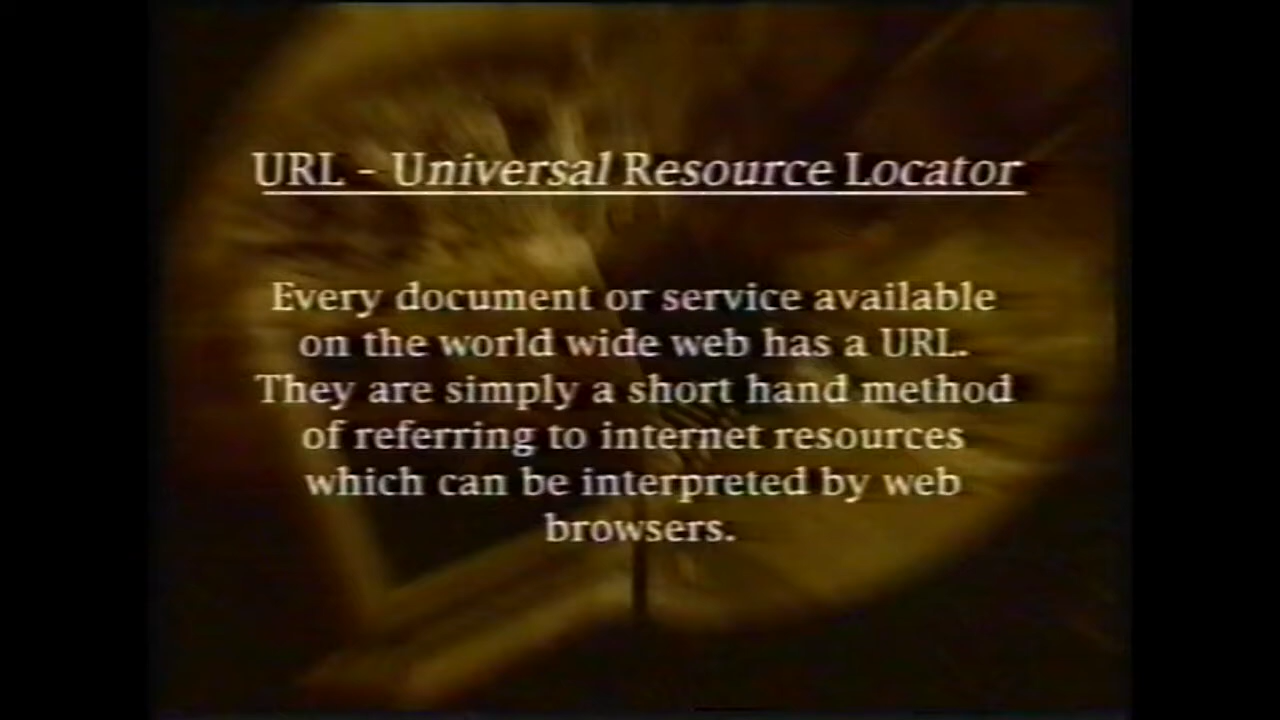 URL - Universal Resource Locator
Every document or service available
on the world wide web has a URL.
They are simply a short hand method
of referring to internet resources
which can be interpreted by web
browsers.